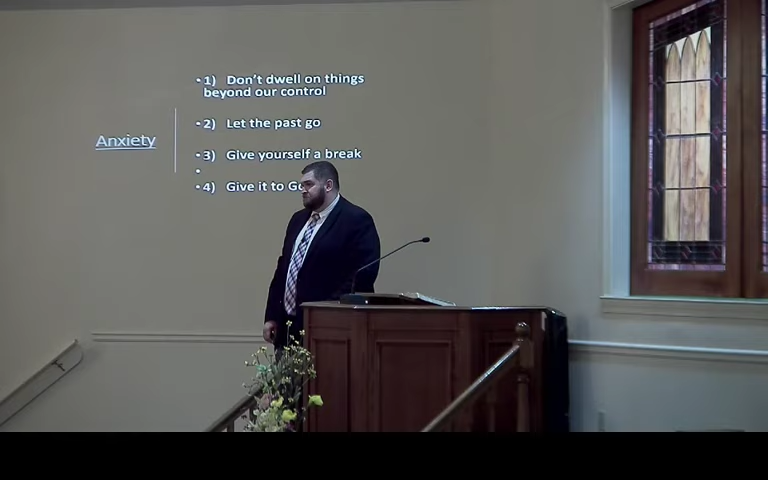 Anxiety
• 1) Don't dwell on things
beyond our control
• 2) Let the past go
• 3) Give yourself a break
•
• 4) Give it to